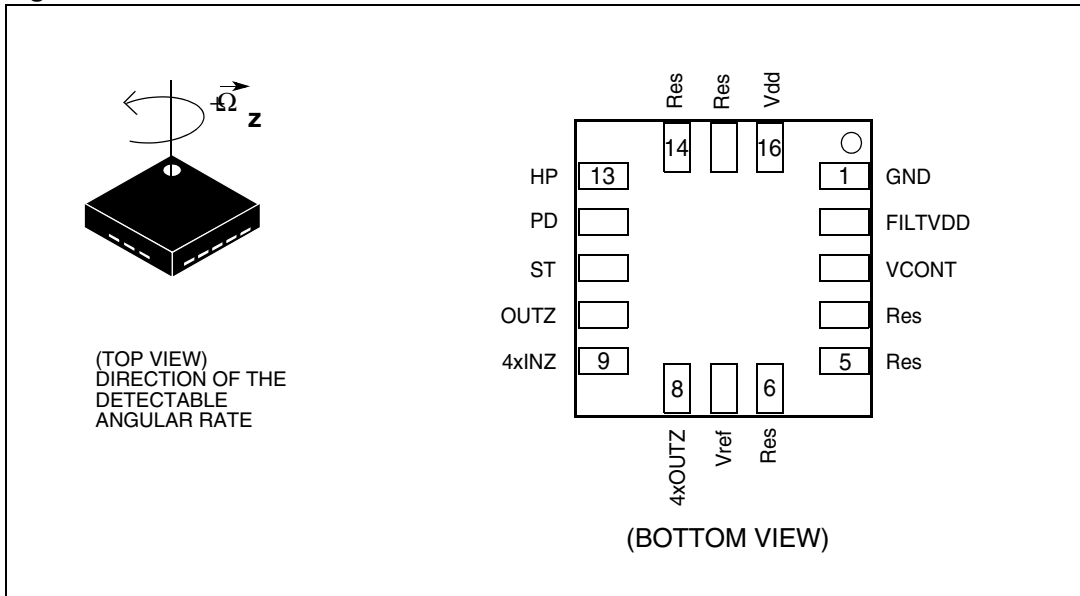 +Ω z
(TOP VIEW)
DIRECTION OF THE
DETECTABLE
ANGULAR RATE
Res
Res
Vdd
14
16
HP
13
1
GND
PD
FILTVDD
ST
VCONT
OUTZ
Res
4xINZ
9
5
Res
8
6
4xOUTZ
Vref
Res
(BOTTOM VIEW)